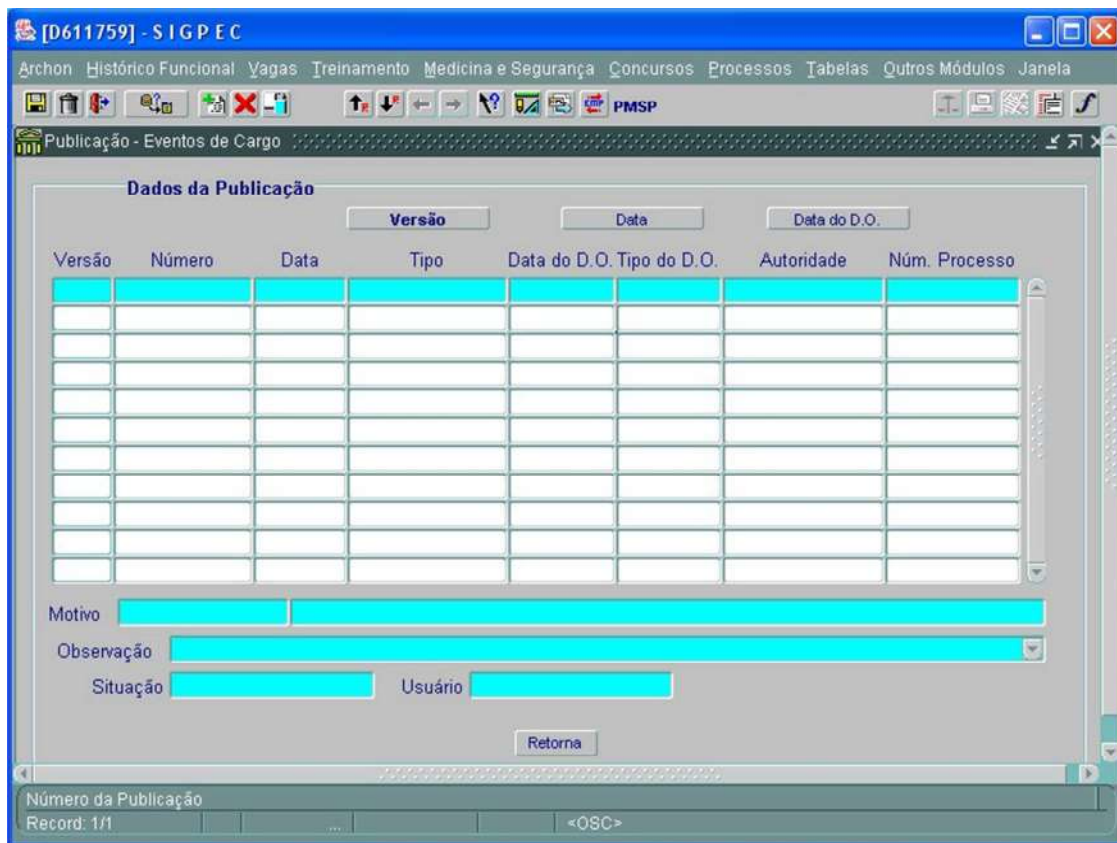 [D611759] - S I G P E C
Archon Histórico Funcional Vagas Treinamento Medicina e Segurança Concursos Processos Tabelas Outros Módulos Janela
PMSP
Publicação - Eventos de Cargo
Dados da Publicação
Versão Data Data do D.O.
Versão Número Data Tipo Data do D.O. Tipo do D.O. Autoridade Núm. Processo
Motivo
Observação
Situação Usuário
Retorna
Número da Publicação
Record: 1/1 ... <OSC>